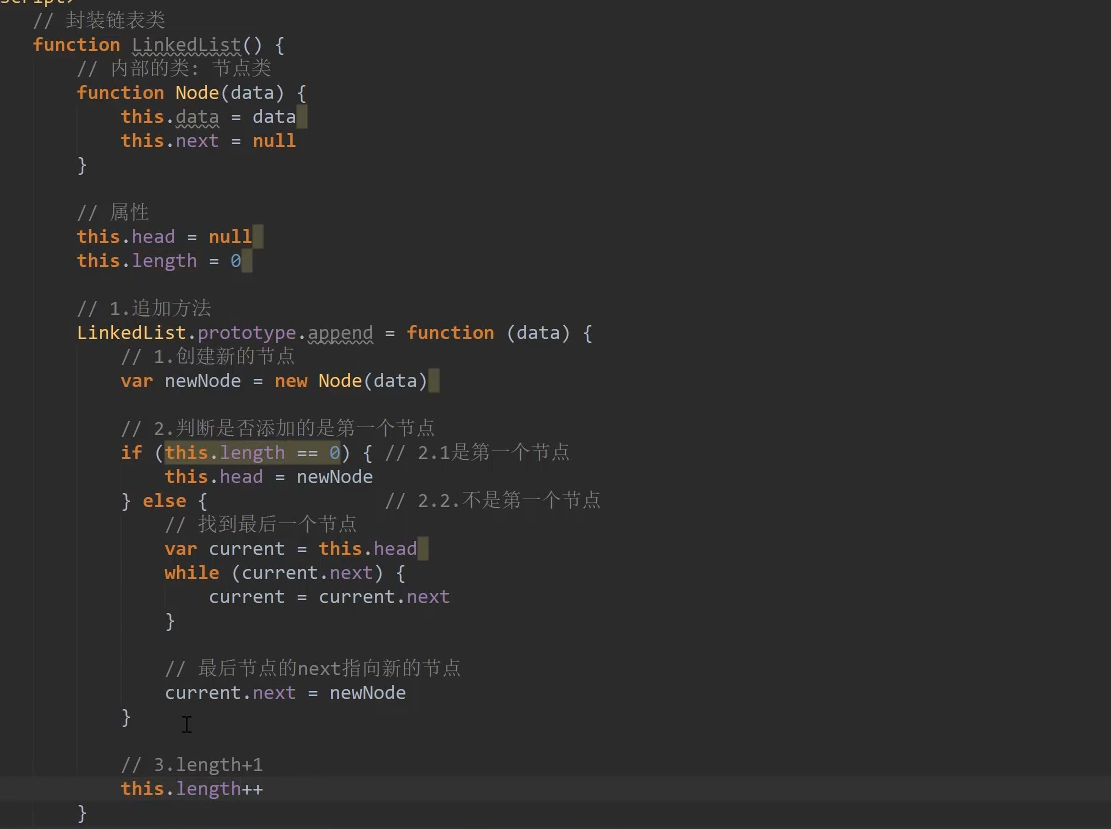 script>
// 封装链表类
function LinkedList() {
// 内部的类: 节点类
function Node(data) {
this.data = data
this.next = null
}
// 属性
this.head = null
this.length = 0
// 1.追加方法
LinkedList.prototype.append = function (data) {
// 1.创建新的节点
var newNode = new Node(data)
// 2.判断是否添加的是第一个节点
if (this.length == 0) { // 2.1是第一个节点
this.head = newNode
} else { // 2.2.不是第一个节点
// 找到最后一个节点
var current = this.head
while (current.next) {
current = current.next
}
// 最后节点的next指向新的节点
current.next = newNode
}
// 3.length+1
this.length++
}